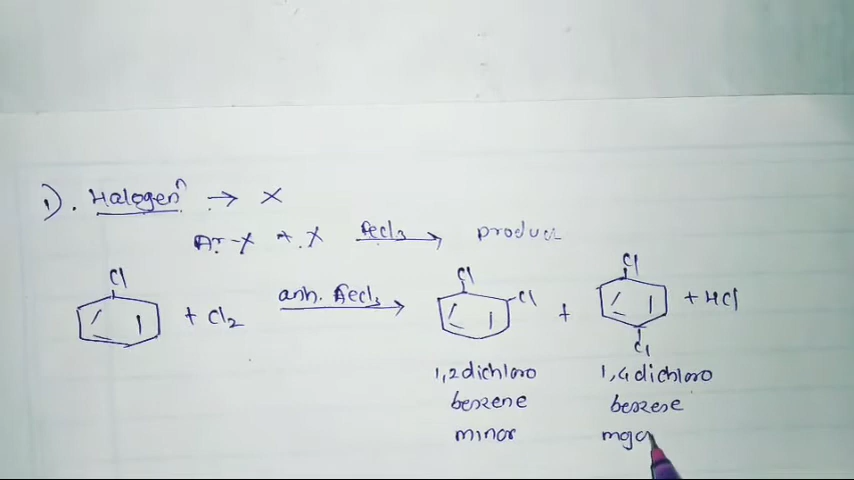 1). Halogenⁿ → X
Ar-X + X Fecl₃ → product
Cl Cl Cl
+ Cl₂ anh. Fecl₃ → Cl + + HCl
Cl
1,2 dichloro 1,4 dichloro
benzene benzene
minor